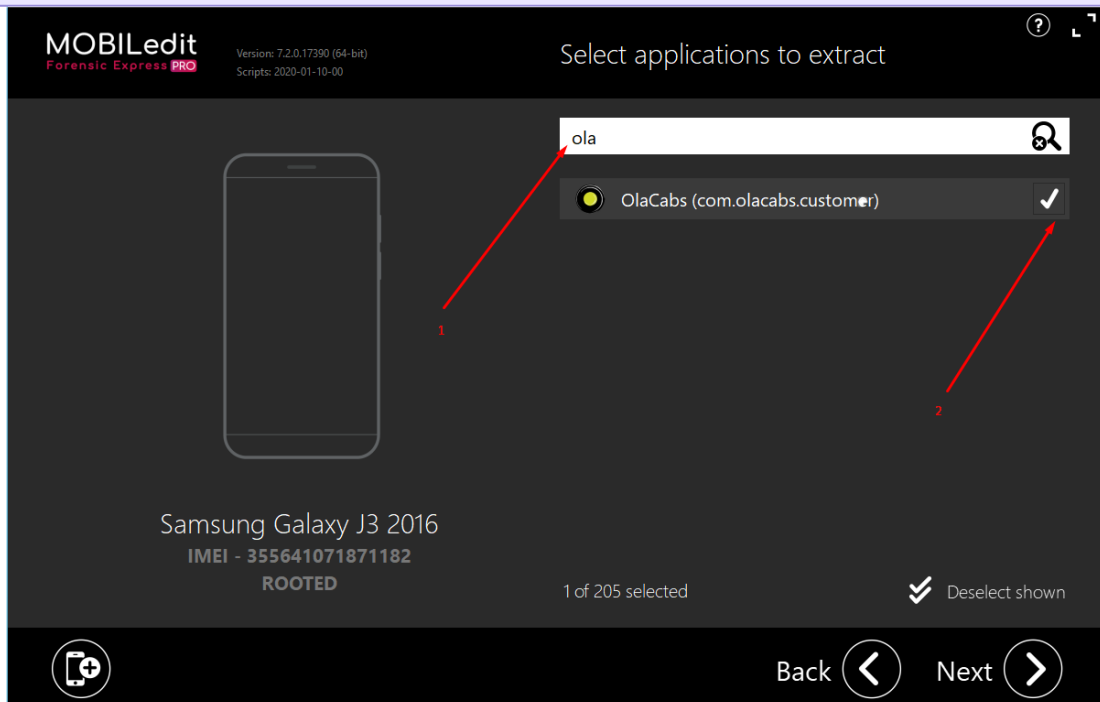 MOBILedit
Forensic Express PRO
Version: 7.2.0.17390 (64-bit)
Scripts: 2020-01-10-00
Select applications to extract
?
ola
OlaCabs (com.olacabs.customer)
1
2
Samsung Galaxy J3 2016
IMEI - 355641071871182
ROOTED
1 of 205 selected
Deselect shown
Back
Next